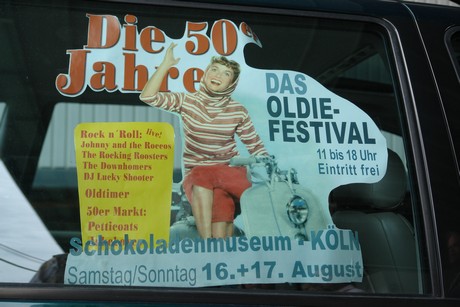 Die 50er
Jahre
DAS
OLDIE-
FESTIVAL
11 bis 18 Uhr
Eintritt frei
Rock n´Roll: live!
Johnny and the Roccos
The Rocking Roosters
The Downhomers
DJ Lucky Shooter
Oldtimer
50er Markt:
Petticoats
Schokoladenmuseum - KÖLN
Samstag/Sonntag 16.+17. August